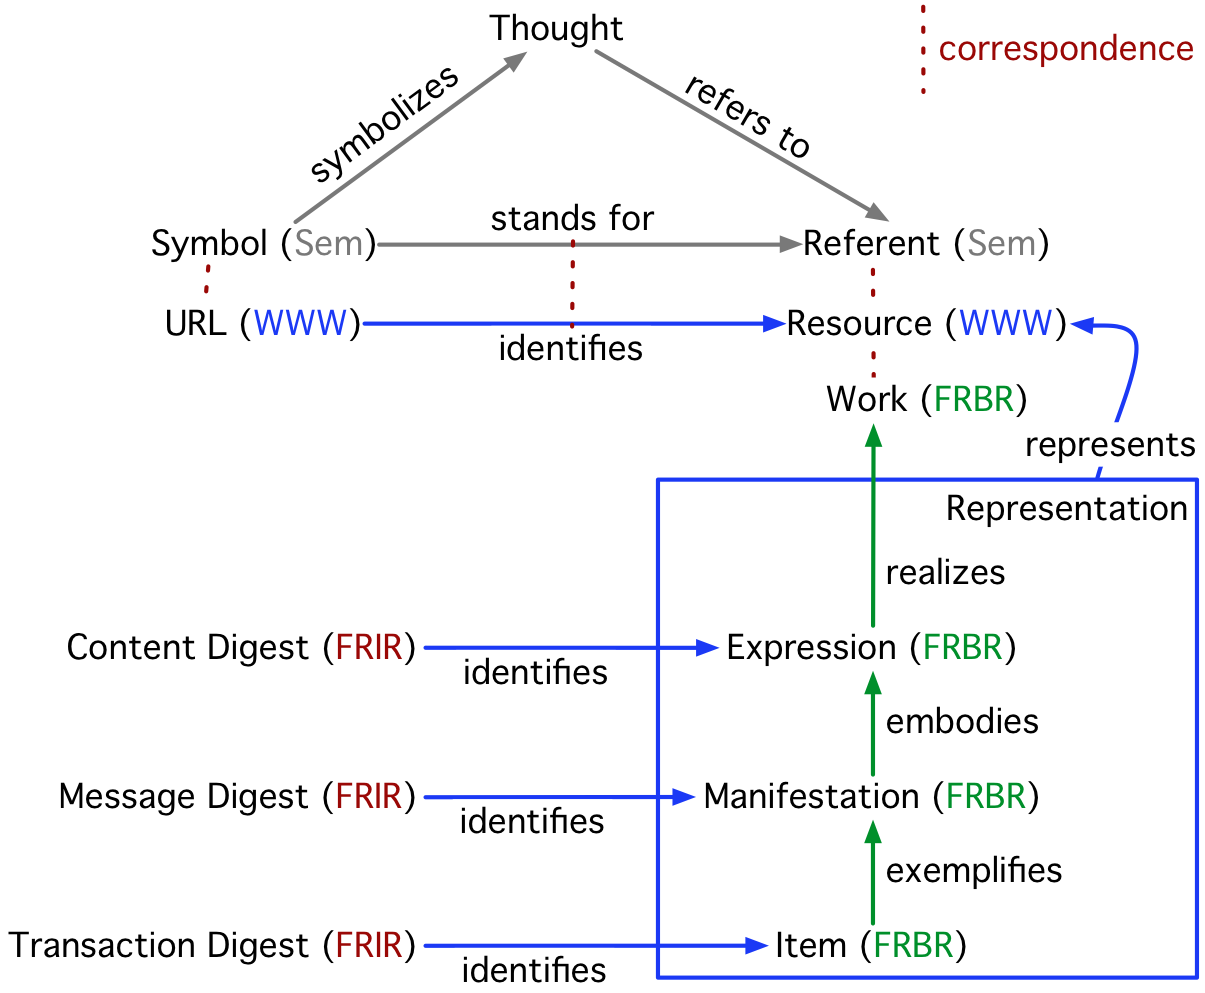 Thought
correspondence
symbolizes
refers to
stands for
Symbol (Sem)
Referent (Sem)
URL (WWW)
Resource (WWW)
identifies
Work (FRBR)
represents
Representation
realizes
Content Digest (FRIR)
Expression (FRBR)
identifies
embodies
Message Digest (FRIR)
Manifestation (FRBR)
identifies
exemplifies
Transaction Digest (FRIR)
Item (FRBR)
identifies